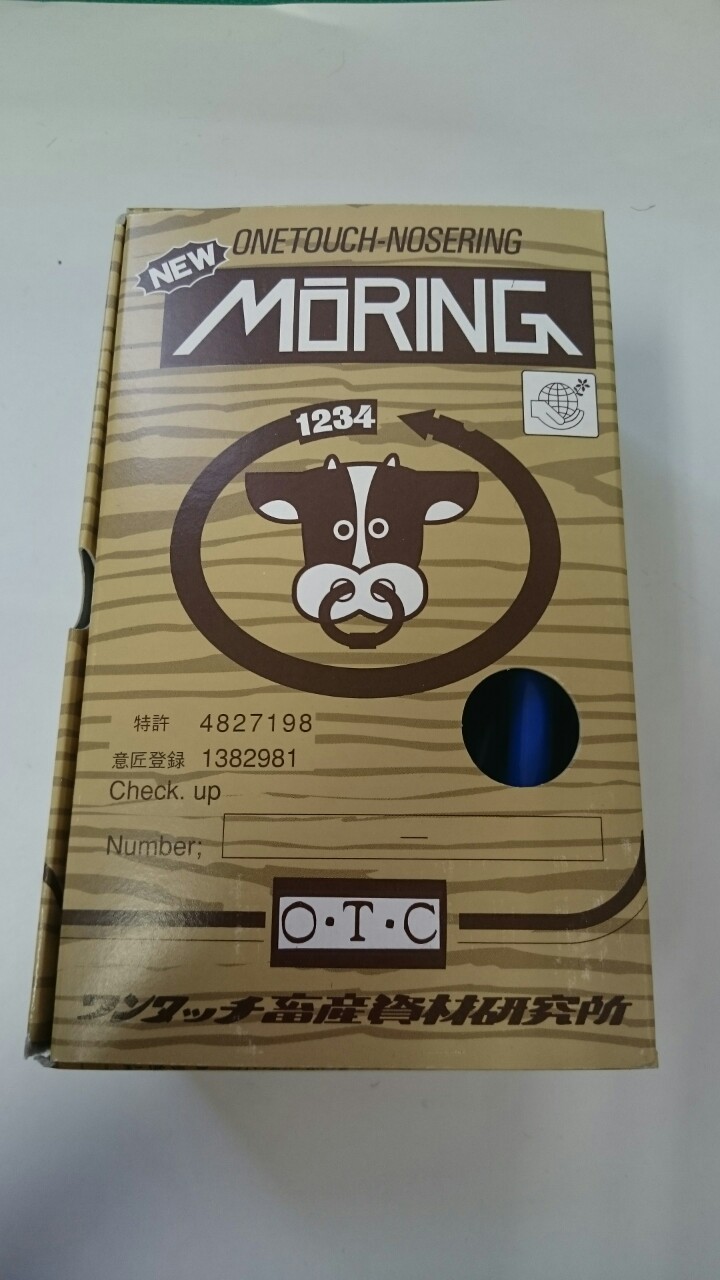 NEW
ONETOUCH-NOSERING
MŌRING
1234
特許 4827198
意匠登録 1382981
Check. up
Number; —
O·T·C
ワンタッチ畜産資材研究所